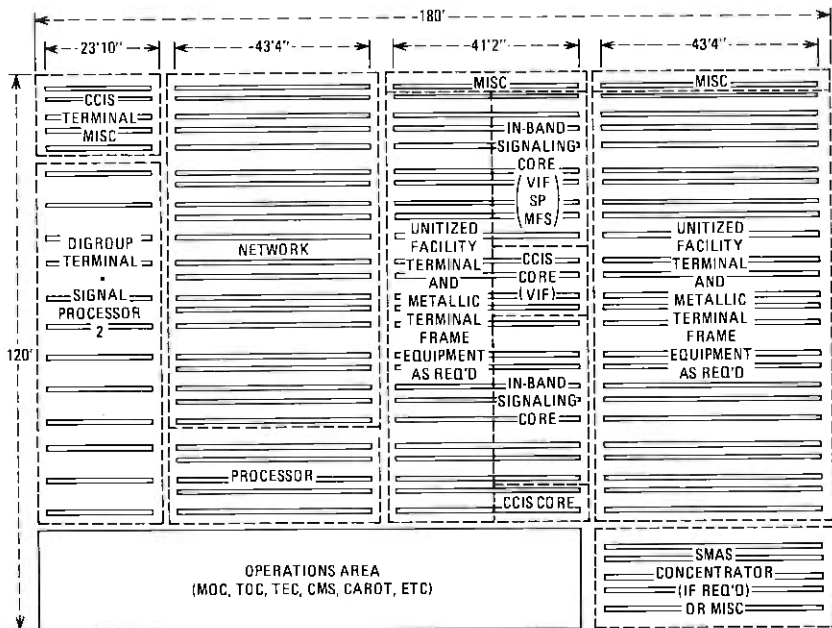 180'
23'10"
43'4"
41'2"
43'4"
120'
CCIS
TERMINAL
MISC
DIGROUP
TERMINAL
•
SIGNAL
PROCESSOR
2
NETWORK
PROCESSOR
MISC
IN-BAND
SIGNALING
CORE
(VIF
SP
MFS)
UNITIZED
FACILITY
TERMINAL
AND
METALLIC
TERMINAL
FRAME
EQUIPMENT
AS REQ'D
CCIS
CORE
(VIF)
IN-BAND
SIGNALING
CORE
CCIS CORE
MISC
UNITIZED
FACILITY
TERMINAL
AND
METALLIC
TERMINAL
FRAME
EQUIPMENT
AS REQ'D
OPERATIONS AREA
(MOC, TOC, TEC, CMS, CAROT, ETC)
SMAS
CONCENTRATOR
(IF REQ'D)
OR MISC